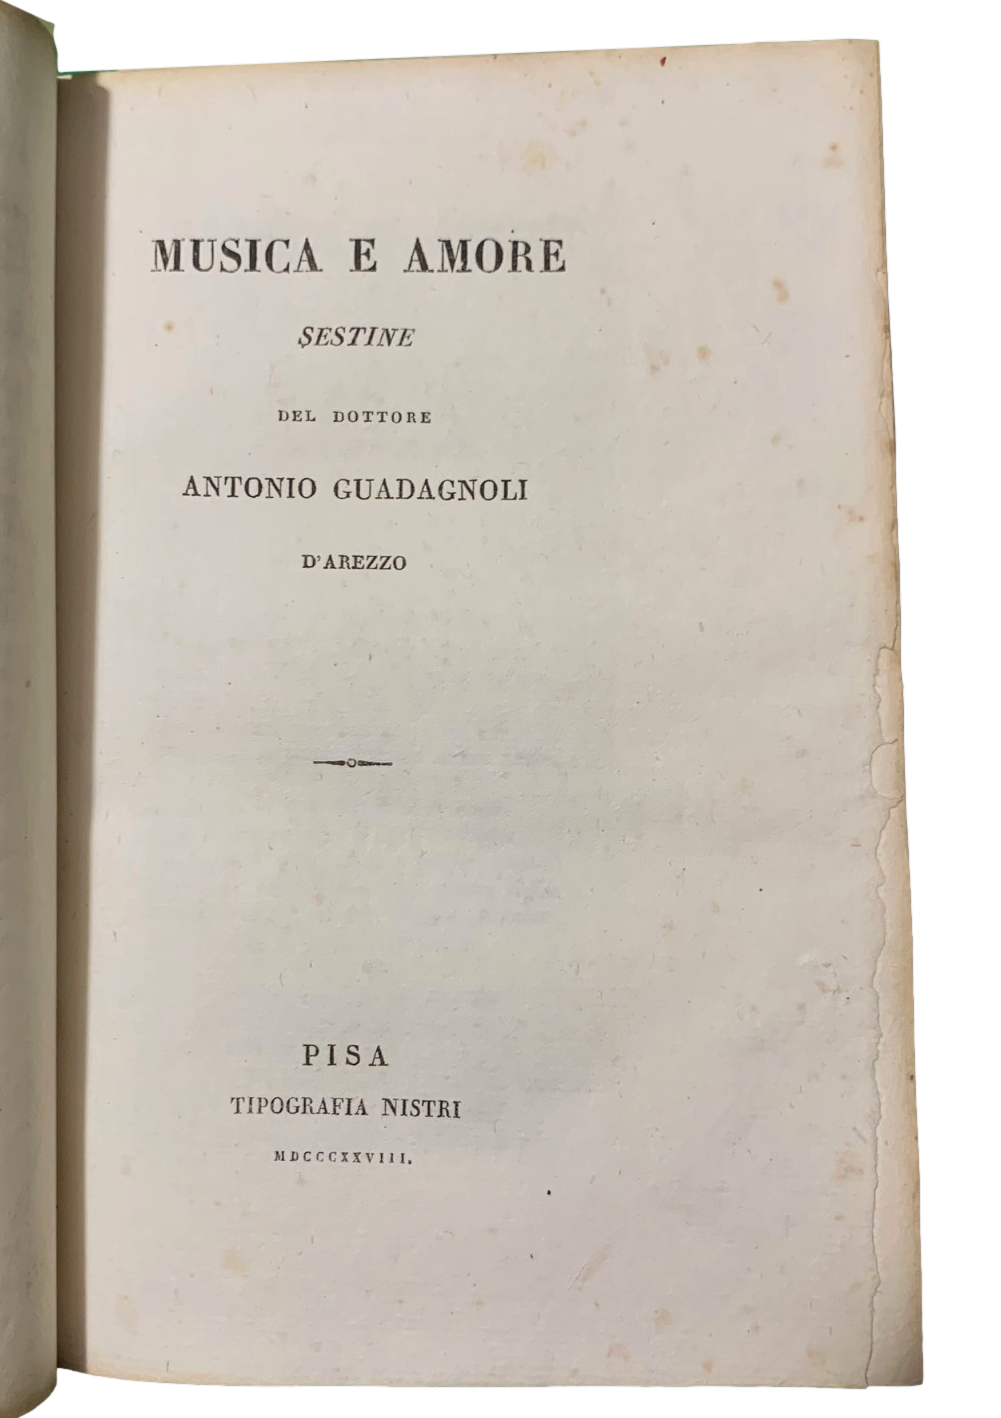 MUSICA E AMORE
SESTINE
DEL DOTTORE
ANTONIO GUADAGNOLI
D'AREZZO
PISA
TIPOGRAFIA NISTRI
MDCCCXXVIII.